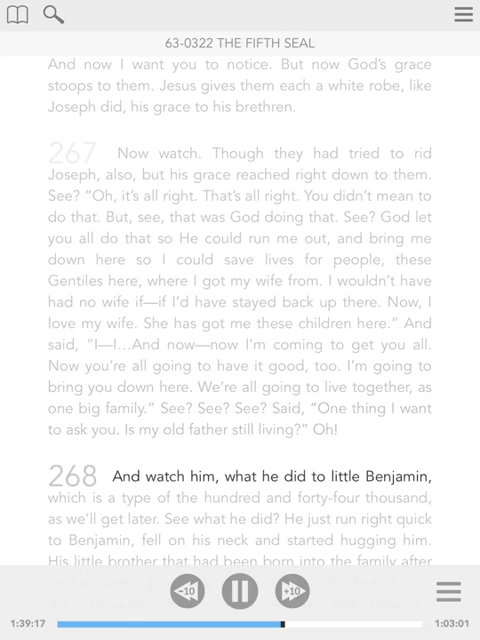 63-0322 THE FIFTH SEAL
And now I want you to notice. But now God's grace
stoops to them. Jesus gives them each a white robe, like
Joseph did, his grace to his brethren.
267 Now watch. Though they had tried to rid
Joseph, also, but his grace reached right down to them.
See? “Oh, it's all right. That's all right. You didn't mean to
do that. But, see, that was God doing that. See? God let
you all do that so He could run me out, and bring me
down here so I could save lives for people, these
Gentiles here, where I got my wife from. I wouldn't have
had no wife if—if I'd have stayed back up there. Now, I
love my wife. She has got me these children here.” And
said, “I—I…And now—now I'm coming to get you all.
Now you're all going to have it good, too. I'm going to
bring you down here. We're all going to live together, as
one big family.” See? See? See? Said, “One thing I want
to ask you. Is my old father still living?” Oh!
268 And watch him, what he did to little Benjamin,
which is a type of the hundred and forty-four thousand,
as we'll get later. See what he did? He just run right quick
to Benjamin, fell on his neck and started hugging him.
His little brother that had been born into the family after
-10 +10
1:39:17 1:03:01